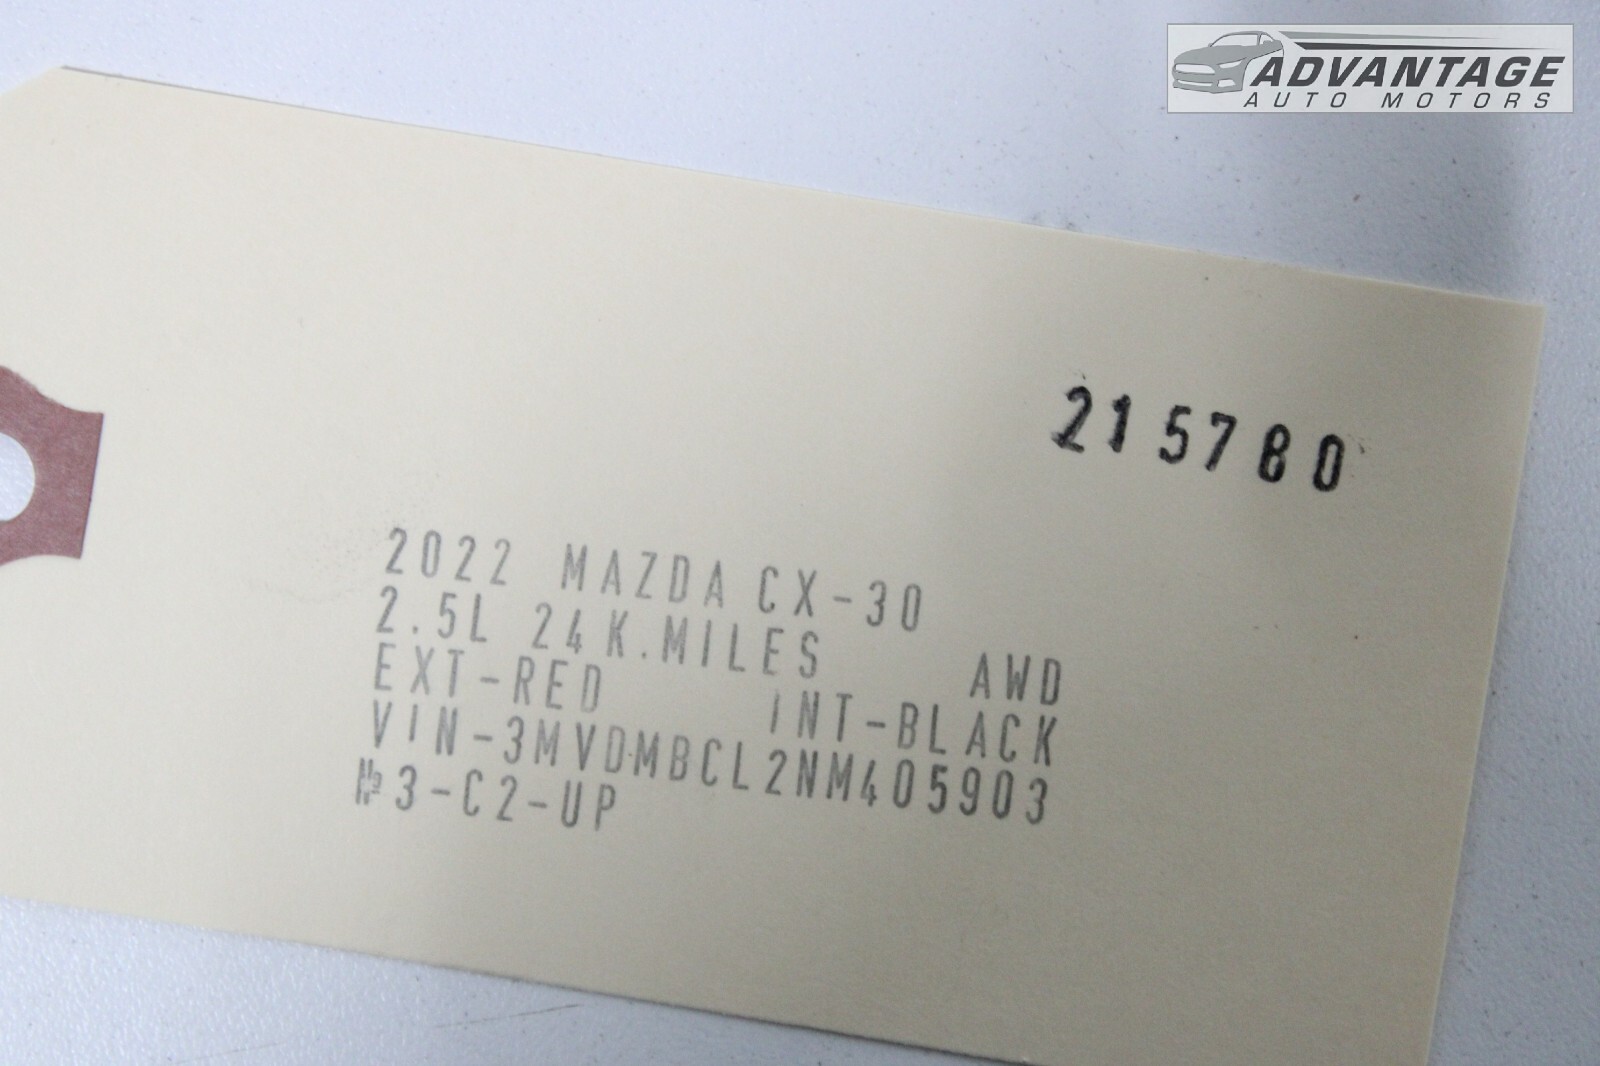 ADVANTAGE
AUTO MOTORS
215780
2022 MAZDA CX-30
2.5L 24K.MILES AWD
EXT-RED INT-BLACK
VIN-3MVDMBCL2NM405903
№3-C2-UP